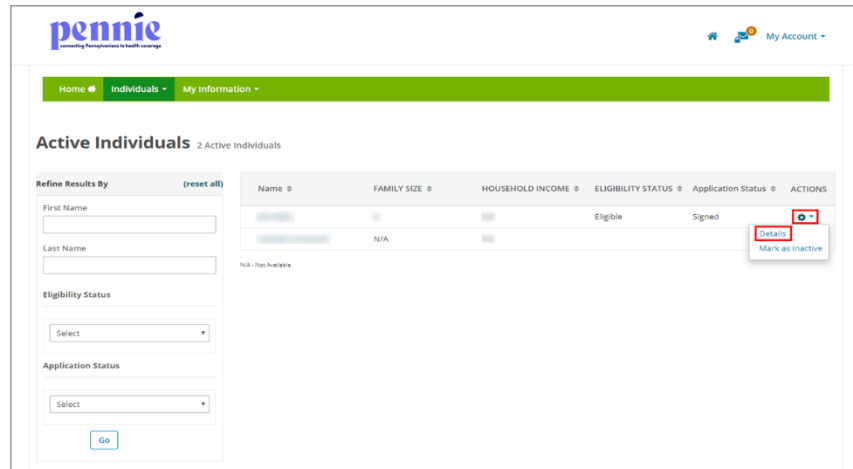 pennie
connecting Pennsylvanians to health coverage
0
My Account
Home Individuals My Information
Active Individuals 2 Active Individuals
Refine Results By (reset all)
First Name
Last Name
Eligibility Status
Select
Application Status
Select
Go
Name FAMILY SIZE HOUSEHOLD INCOME ELIGIBILITY STATUS Application Status ACTIONS
Eligible Signed
N/A
Details
Mark as Inactive
N/A - Not Available